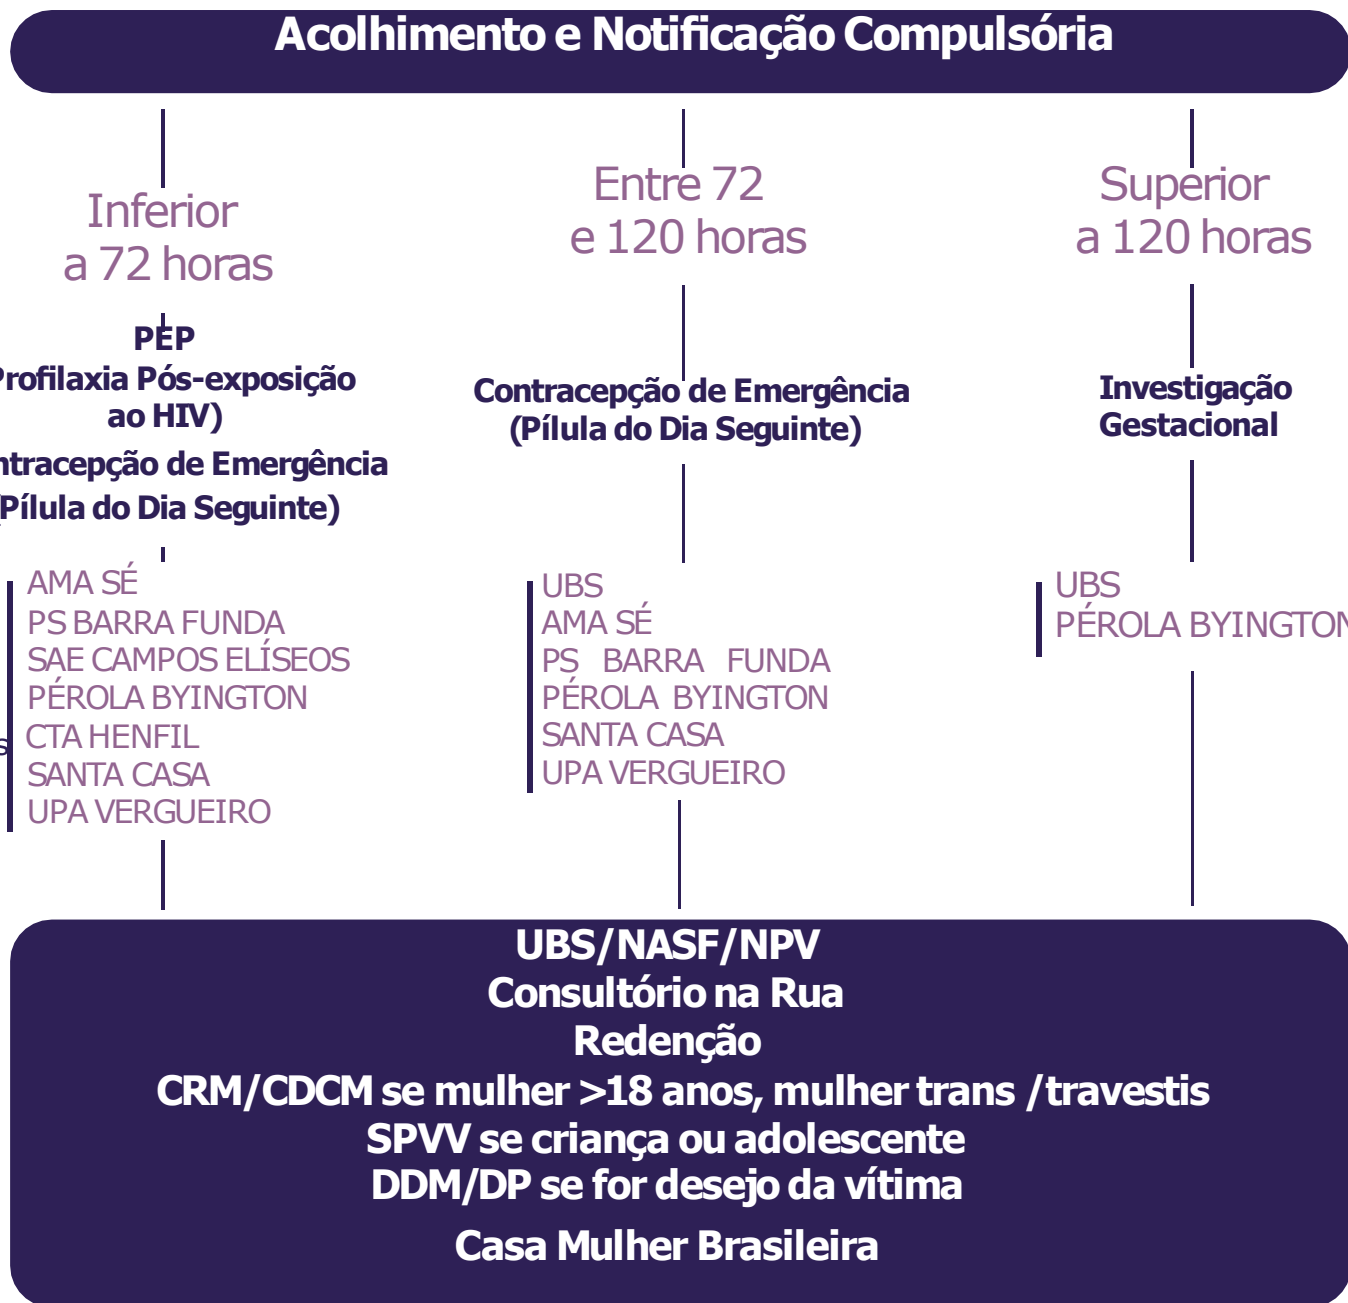 Acolhimento e Notificação Compulsória
Inferior
a 72 horas
PEP
Profilaxia Pós-exposição
ao HIV)
ntracepção de Emergência
(Pílula do Dia Seguinte)
AMA SÉ
PS BARRA FUNDA
SAE CAMPOS ELÍSEOS
PÉROLA BYINGTON
s CTA HENFIL
SANTA CASA
UPA VERGUEIRO
Entre 72
e 120 horas
Contracepção de Emergência
(Pílula do Dia Seguinte)
UBS
AMA SÉ
PS BARRA FUNDA
PÉROLA BYINGTON
SANTA CASA
UPA VERGUEIRO
Superior
a 120 horas
Investigação
Gestacional
UBS
PÉROLA BYINGTON
UBS/NASF/NPV
Consultório na Rua
Redenção
CRM/CDCM se mulher >18 anos, mulher trans /travestis
SPVV se criança ou adolescente
DDM/DP se for desejo da vítima
Casa Mulher Brasileira